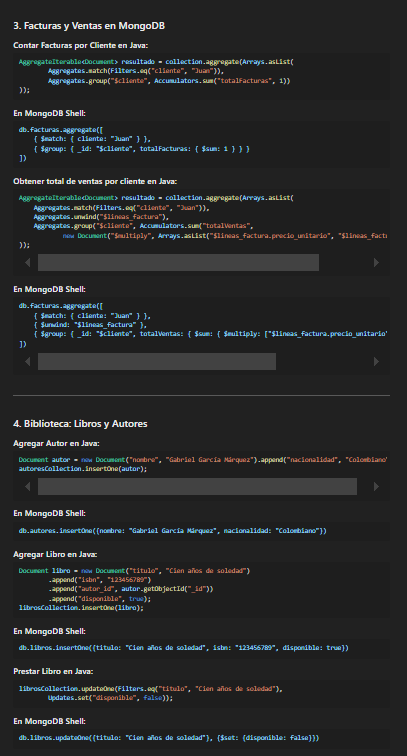 3. Facturas y Ventas en MongoDB
Contar Facturas por Cliente en Java:
AggregateIterable<Document> resultado = collection.aggregate(Arrays.asList(
        Aggregates.match(Filters.eq("cliente", "Juan")),
        Aggregates.group("$cliente", Accumulators.sum("totalFacturas", 1))
));
En MongoDB Shell:
db.facturas.aggregate([
    { $match: { cliente: "Juan" } },
    { $group: { _id: "$cliente", totalFacturas: { $sum: 1 } } }
])
Obtener total de ventas por cliente en Java:
AggregateIterable<Document> resultado = collection.aggregate(Arrays.asList(
    Aggregates.match(Filters.eq("cliente", "Juan")),
    Aggregates.unwind("$lineas_factura"),
    Aggregates.group("$cliente", Accumulators.sum("totalVentas",
            new Document("$multiply", Arrays.asList("$lineas_factura.precio_unitario", "$lineas_fact
));
En MongoDB Shell:
db.facturas.aggregate([
    { $match: { cliente: "Juan" } },
    { $unwind: "$lineas_factura" },
    { $group: { _id: "$cliente", totalVentas: { $sum: { $multiply: ["$lineas_factura.precio_unitario"
])
4. Biblioteca: Libros y Autores
Agregar Autor en Java:
Document autor = new Document("nombre", "Gabriel García Márquez").append("nacionalidad", "Colombiano"
autoresCollection.insertOne(autor);
En MongoDB Shell:
db.autores.insertOne({nombre: "Gabriel García Márquez", nacionalidad: "Colombiano"})
Agregar Libro en Java:
Document libro = new Document("titulo", "Cien años de soledad")
        .append("isbn", "123456789")
        .append("autor_id", autor.getObjectId("_id"))
        .append("disponible", true);
librosCollection.insertOne(libro);
En MongoDB Shell:
db.libros.insertOne({titulo: "Cien años de soledad", isbn: "123456789", disponible: true})
Prestar Libro en Java:
librosCollection.updateOne(Filters.eq("titulo", "Cien años de soledad"),
        Updates.set("disponible", false));
En MongoDB Shell:
db.libros.updateOne({titulo: "Cien años de soledad"}, {$set: {disponible: false}})